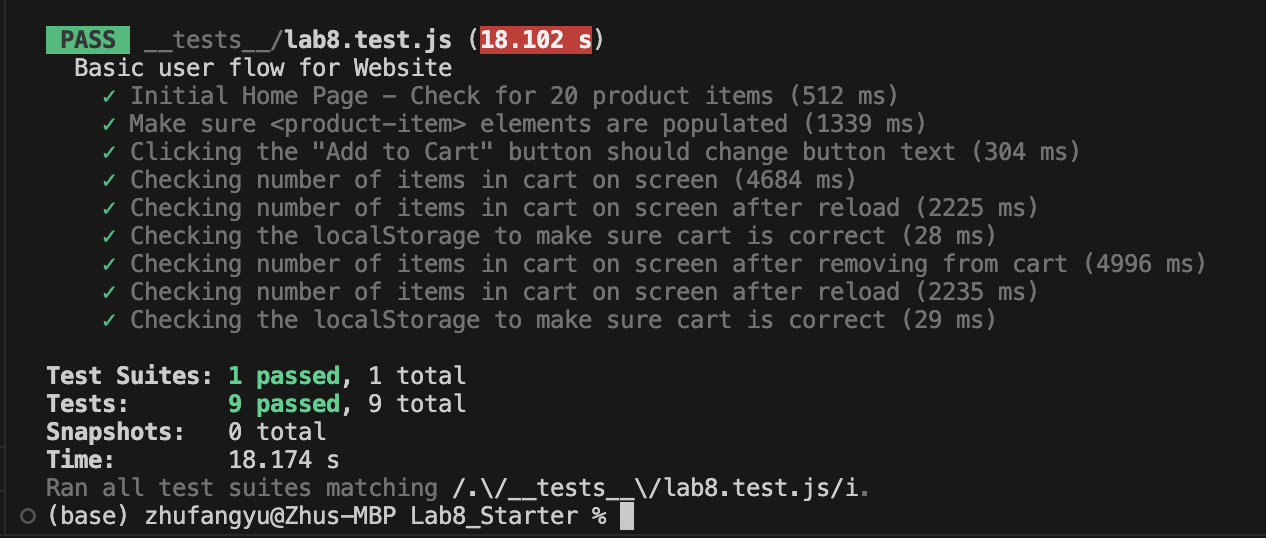 PASS __tests__/lab8.test.js (18.102 s)
Basic user flow for Website
✓ Initial Home Page – Check for 20 product items (512 ms)
✓ Make sure <product-item> elements are populated (1339 ms)
✓ Clicking the "Add to Cart" button should change button text (304 ms)
✓ Checking number of items in cart on screen (4684 ms)
✓ Checking number of items in cart on screen after reload (2225 ms)
✓ Checking the localStorage to make sure cart is correct (28 ms)
✓ Checking number of items in cart on screen after removing from cart (4996 ms)
✓ Checking number of items in cart on screen after reload (2235 ms)
✓ Checking the localStorage to make sure cart is correct (29 ms)
Test Suites: 1 passed, 1 total
Tests: 9 passed, 9 total
Snapshots: 0 total
Time: 18.174 s
Ran all test suites matching /.\/__tests__\/lab8.test.js/i.
(base) zhufangyu@Zhus-MBP Lab8_Starter %